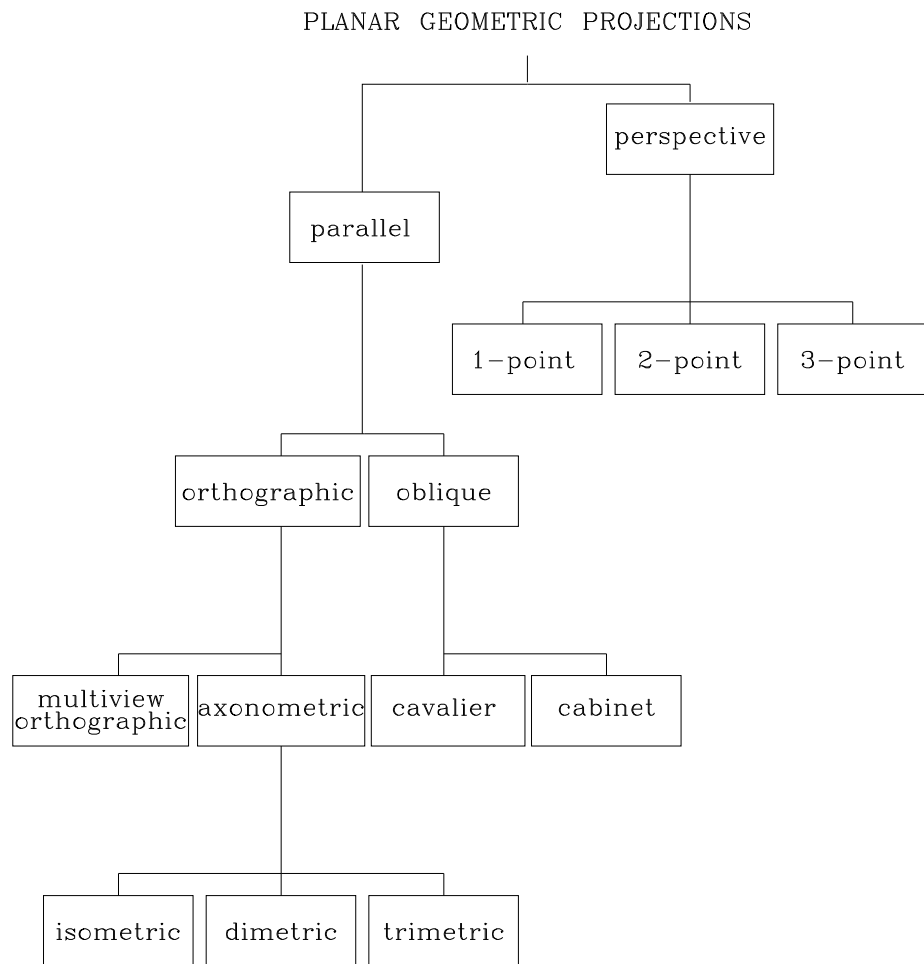 PLANAR GEOMETRIC PROJECTIONS
perspective
parallel
1-point
2-point
3-point
orthographic
oblique
multiview
orthographic
axonometric
cavalier
cabinet
isometric
dimetric
trimetric